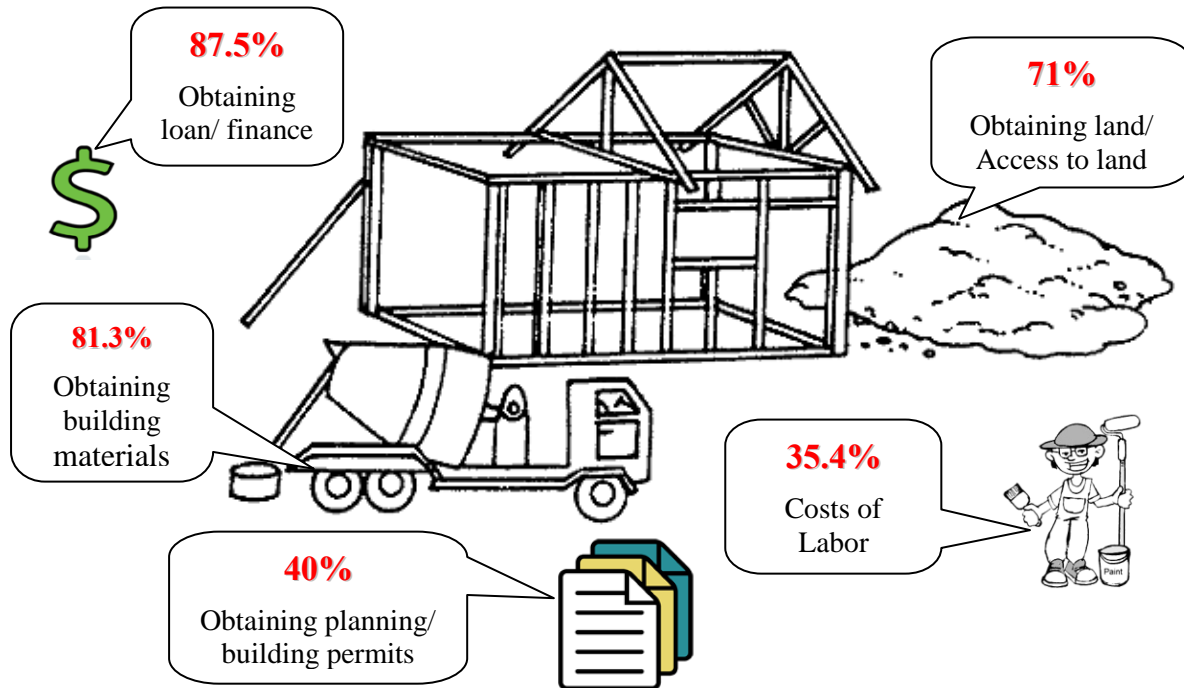 87.5%
Obtaining
loan/ finance
71%
Obtaining land/
Access to land
$
81.3%
Obtaining
building
materials
35.4%
Costs of
Labor
Paint
40%
Obtaining planning/
building permits